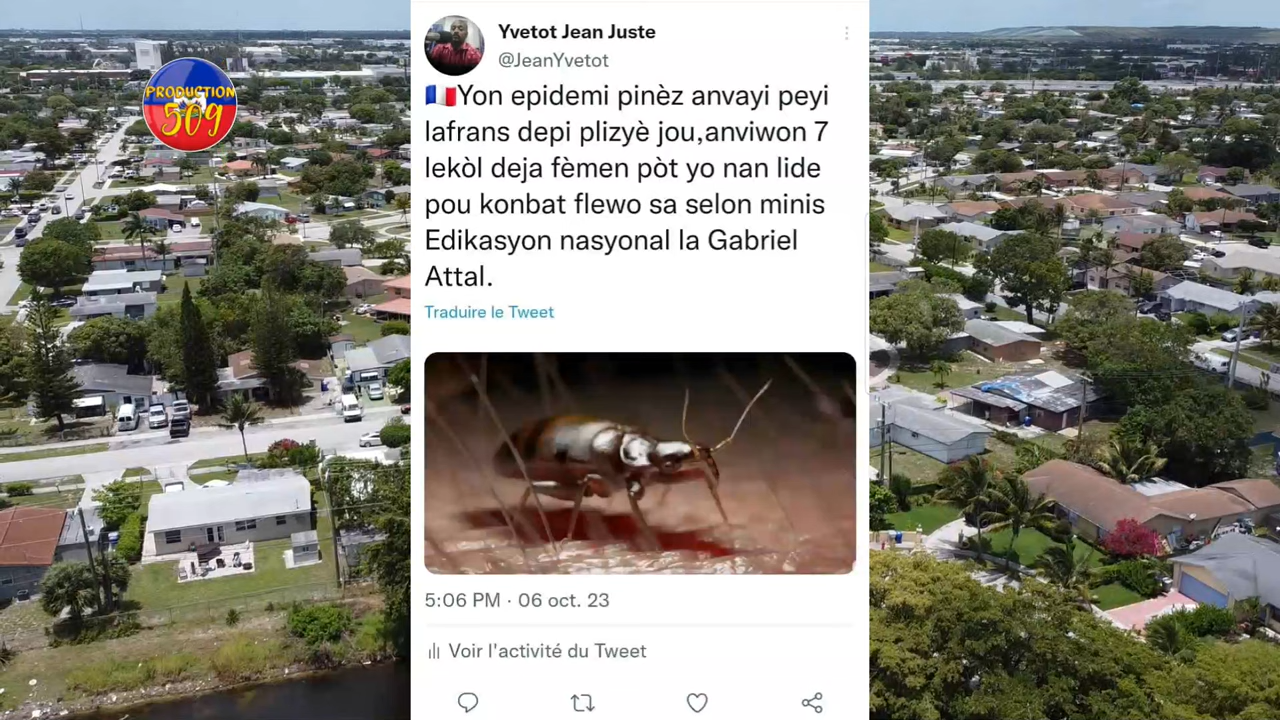 PRODUCTION
509
Yvetot Jean Juste
@JeanYvetot
🇫🇷Yon epidemi pinèz anvayi peyi
lafrans depi plizyè jou,anviwon 7
lekòl deja fèmen pòt yo nan lide
pou konbat flewo sa selon minis
Edikasyon nasyonal la Gabriel
Attal.
Traduire le Tweet
5:06 PM · 06 oct. 23
Voir l'activité du Tweet